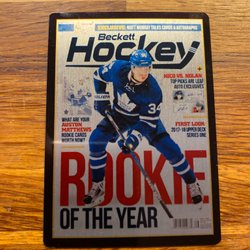 EXCLUSIVE MATT MURRAY TALKS CARDS & AUTOGRAPHS
Beckett
Hockey
NICO VS. NOLAN
TOP PICKS ARE LEAF
AUTO EXCLUSIVES
34
WHAT ARE YOUR
AUSTON
MATTHEWS
ROOKIE CARDS
WORTH NOW?
FIRST LOOK
2017-18 UPPER DECK
SERIES ONE
ROOKIE
OF THE YEAR